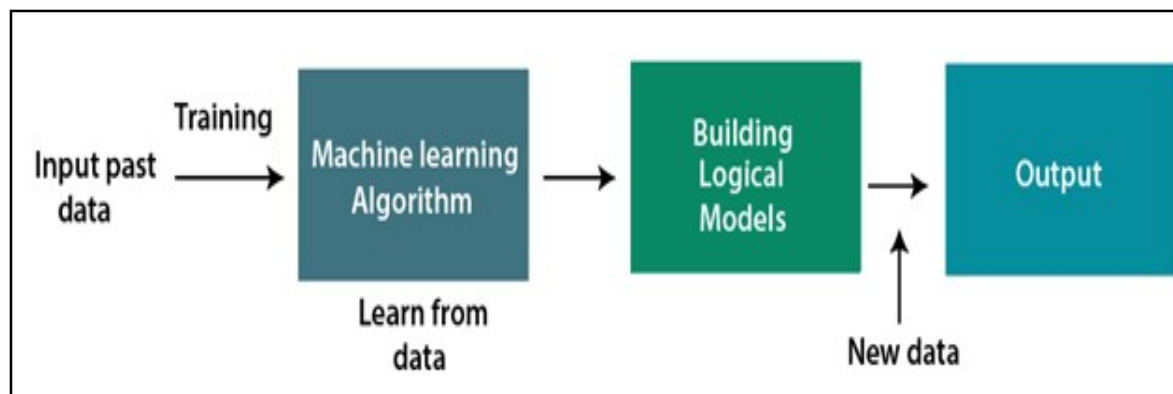 Training
Input past
data
Machine learning
Algorithm
Learn from
data
Building
Logical
Models
New data
Output